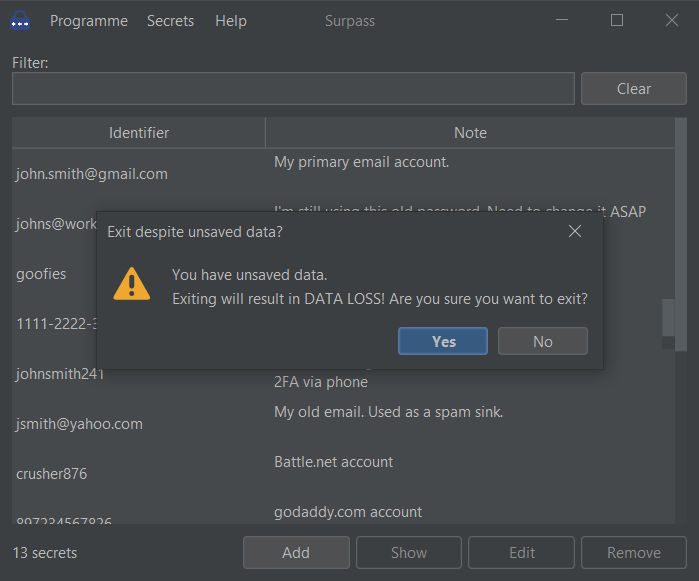 Programme Secrets Help Surpass
Filter:
Clear
Identifier Note
john.smith@gmail.com My primary email account.
johns@work I'm still using this old password. Need to change it ASAP
goofies
1111-2222-3
johnsmith241
2FA via phone
jsmith@yahoo.com My old email. Used as a spam sink.
crusher876 Battle.net account
897234567826 godaddy.com account
Exit despite unsaved data?
You have unsaved data.
Exiting will result in DATA LOSS! Are you sure you want to exit?
Yes No
13 secrets Add Show Edit Remove